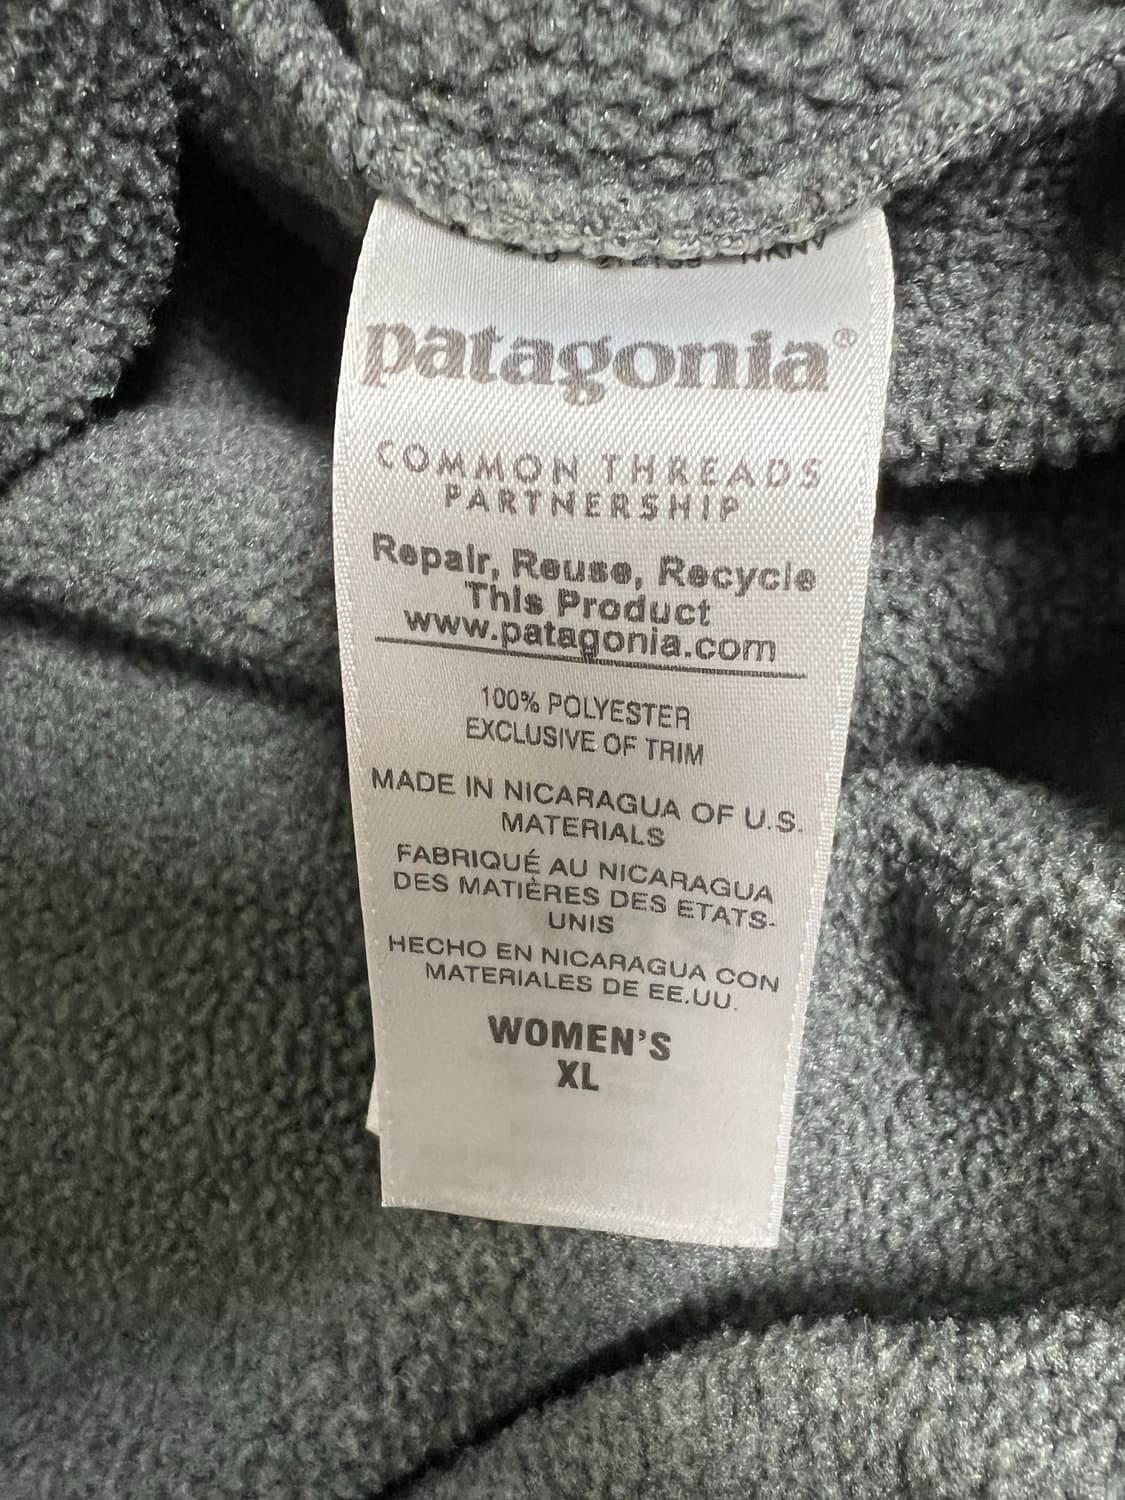 patagonia®
COMMON THREADS
PARTNERSHIP
Repair, Reuse, Recycle
This Product
www.patagonia.com
100% POLYESTER
EXCLUSIVE OF TRIM
MADE IN NICARAGUA OF U.S.
MATERIALS
FABRIQUÉ AU NICARAGUA
DES MATIÈRES DES ETATS-
UNIS
HECHO EN NICARAGUA CON
MATERIALES DE EE.UU.
WOMEN'S
XL